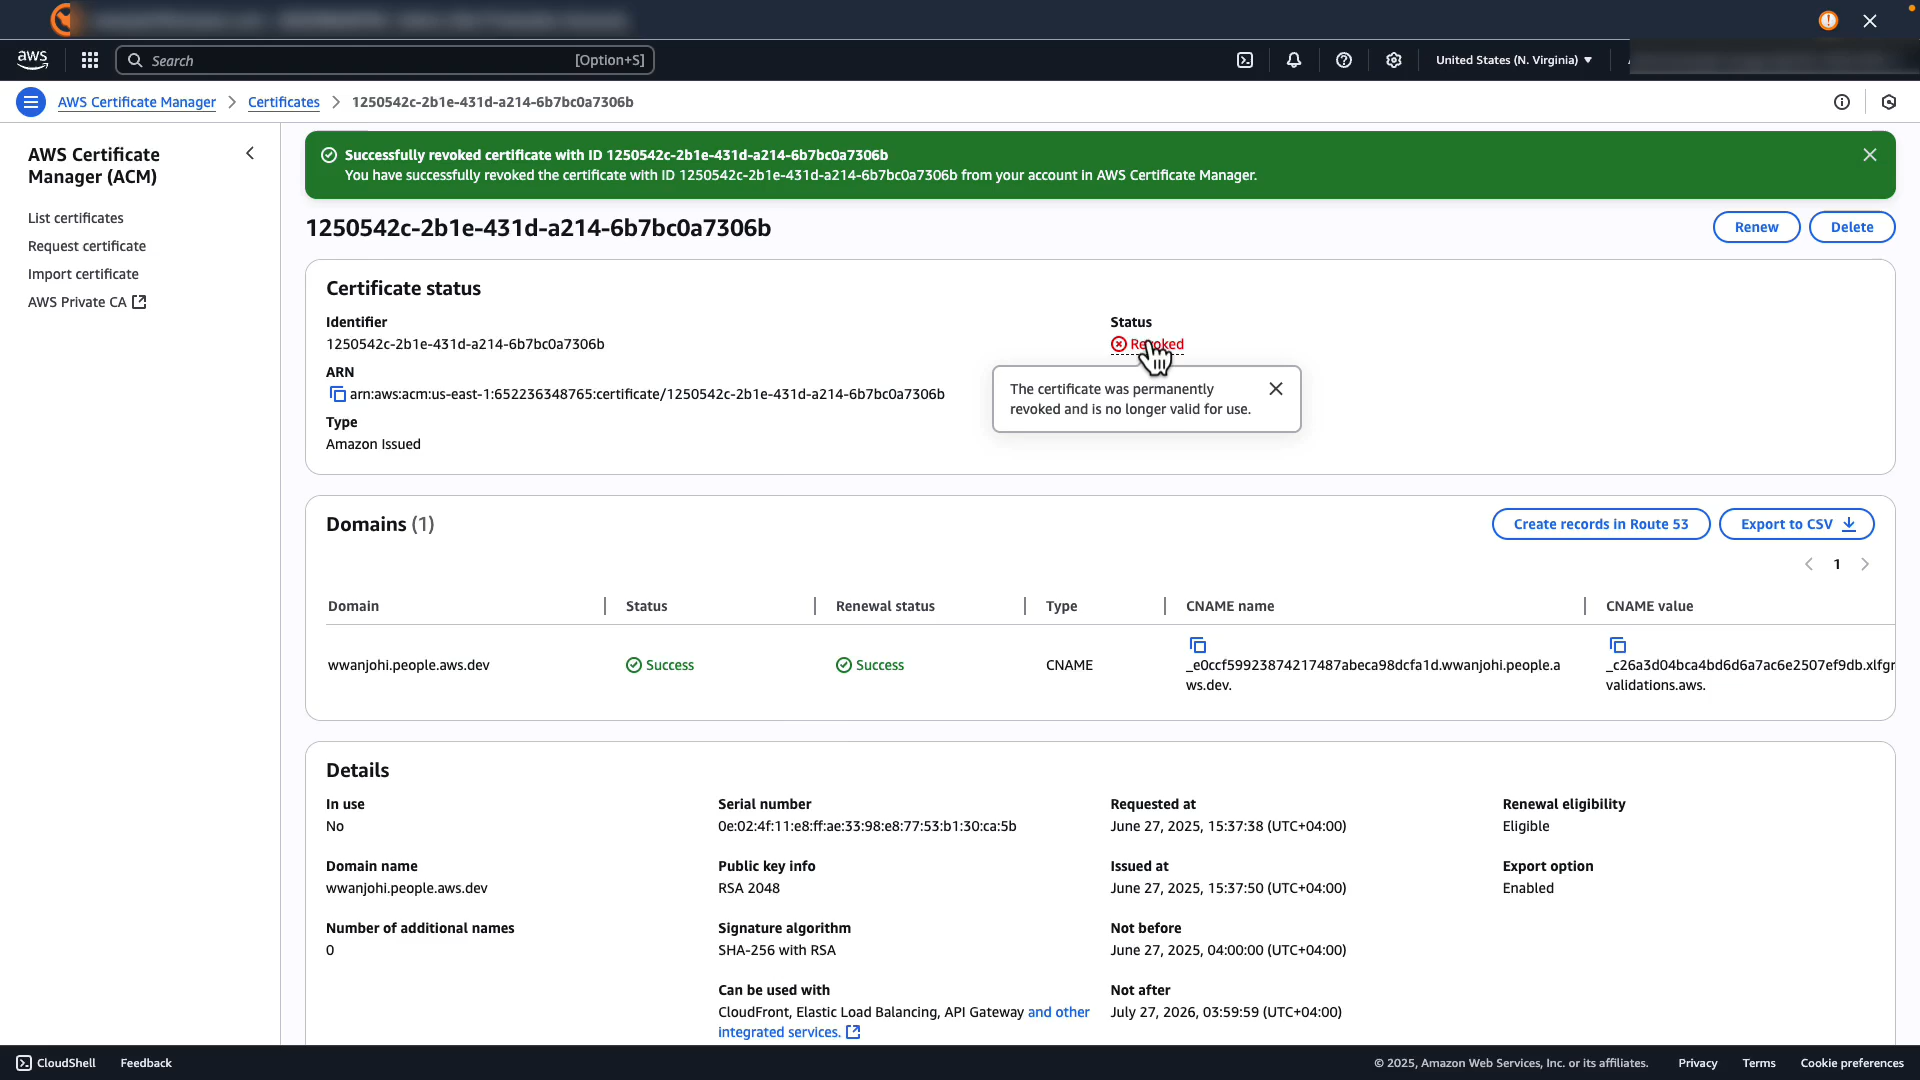 aws
Search
[Option+S]
United States (N. Virginia)
AWS Certificate Manager
Certificates
1250542c-2b1e-431d-a214-6b7bc0a7306b
AWS Certificate
Manager (ACM)
List certificates
Request certificate
Import certificate
AWS Private CA
Successfully revoked certificate with ID 1250542c-2b1e-431d-a214-6b7bc0a7306b
You have successfully revoked the certificate with ID 1250542c-2b1e-431d-a214-6b7bc0a7306b from your account in AWS Certificate Manager.
1250542c-2b1e-431d-a214-6b7bc0a7306b
Renew
Delete
Certificate status
Identifier
1250542c-2b1e-431d-a214-6b7bc0a7306b
ARN
arn:aws:acm:us-east-1:652236348765:certificate/1250542c-2b1e-431d-a214-6b7bc0a7306b
Type
Amazon Issued
Status
Revoked
The certificate was permanently
revoked and is no longer valid for use.
Domains (1)
Create records in Route 53
Export to CSV
1
Domain
Status
Renewal status
Type
CNAME name
CNAME value
wwanjohi.people.aws.dev
Success
Success
CNAME
_e0ccf59923874217487abeca98dcfa1d.wwanjohi.people.a
ws.dev.
_c26a3d04bca4bd6d6a7ac6e2507ef9db.xlfgr
validations.aws.
Details
In use
No
Domain name
wwanjohi.people.aws.dev
Number of additional names
0
Serial number
0e:02:4f:11:e8:ff:ae:33:98:e8:77:53:b1:30:ca:5b
Public key info
RSA 2048
Signature algorithm
SHA-256 with RSA
Can be used with
CloudFront, Elastic Load Balancing, API Gateway and other
integrated services.
Requested at
June 27, 2025, 15:37:38 (UTC+04:00)
Issued at
June 27, 2025, 15:37:50 (UTC+04:00)
Not before
June 27, 2025, 04:00:00 (UTC+04:00)
Not after
July 27, 2026, 03:59:59 (UTC+04:00)
Renewal eligibility
Eligible
Export option
Enabled
CloudShell
Feedback
© 2025, Amazon Web Services, Inc. or its affiliates.
Privacy
Terms
Cookie preferences